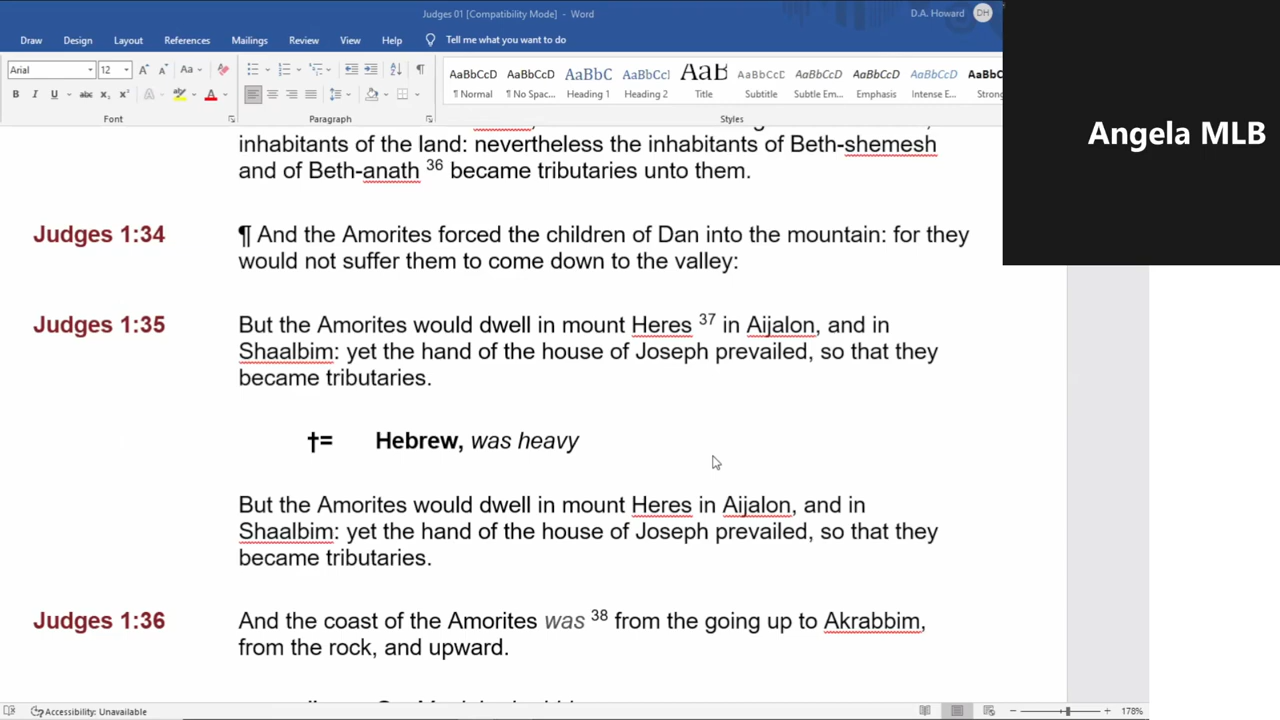 Judges 01 [Compatibility Mode] - Word
D.A. Howard DH
Draw Design Layout References Mailings Review View Help Tell me what you want to do
Arial 12
AaBbCcD AaBbCcD AaBbC AaBbCcI AaB AaBbCcD AaBbCcD AaBbCcD AaBbCcD AaBbCc
¶ Normal ¶ No Spac... Heading 1 Heading 2 Title Subtitle Subtle Em... Emphasis Intense E... Strong
Font Paragraph Styles
Angela MLB
inhabitants of the land: nevertheless the inhabitants of Beth-shemesh
and of Beth-anath 36 became tributaries unto them.
Judges 1:34 ¶ And the Amorites forced the children of Dan into the mountain: for they
would not suffer them to come down to the valley:
Judges 1:35 But the Amorites would dwell in mount Heres 37 in Aijalon, and in
Shaalbim: yet the hand of the house of Joseph prevailed, so that they
became tributaries.
†= Hebrew, was heavy
But the Amorites would dwell in mount Heres in Aijalon, and in
Shaalbim: yet the hand of the house of Joseph prevailed, so that they
became tributaries.
Judges 1:36 And the coast of the Amorites was 38 from the going up to Akrabbim,
from the rock, and upward.
Accessibility: Unavailable 178%